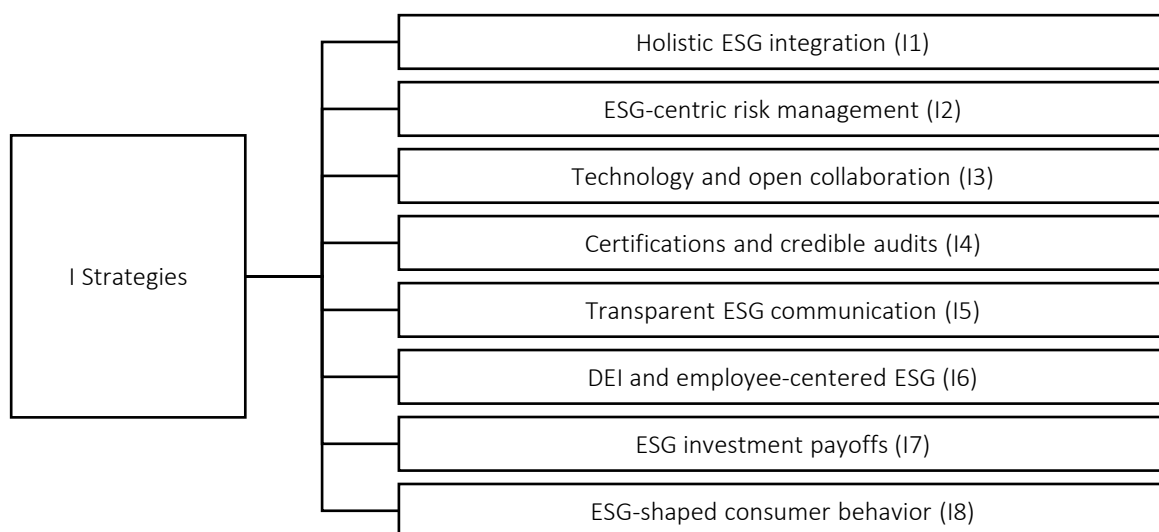 I Strategies
Holistic ESG integration (I1)
ESG-centric risk management (I2)
Technology and open collaboration (I3)
Certifications and credible audits (I4)
Transparent ESG communication (I5)
DEI and employee-centered ESG (I6)
ESG investment payoffs (I7)
ESG-shaped consumer behavior (I8)